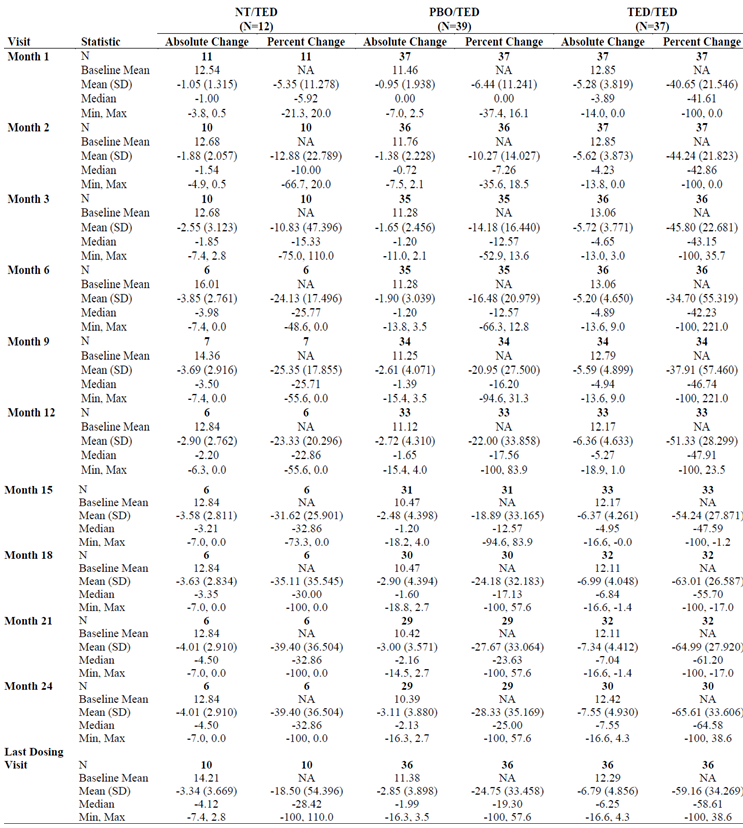 NT/TED PBO/TED TED/TED
(N=12) (N=39) (N=37)
Visit Statistic Absolute Change Percent Change Absolute Change Percent Change Absolute Change Percent Change
Month 1 N 11 11 37 37 37 37
Baseline Mean 12.54 NA 11.46 NA 12.85 NA
Mean (SD) -1.05 (1.315) -5.35 (11.278) -0.95 (1.938) -6.44 (11.241) -5.28 (3.819) -40.65 (21.546)
Median -1.00 -5.92 0.00 0.00 -3.89 -41.61
Min, Max -3.8, 0.5 -21.3, 20.0 -7.0, 2.5 -37.4, 16.1 -14.0, 0.0 -100, 0.0
Month 2 N 10 10 36 36 37 37
Baseline Mean 12.68 NA 11.76 NA 12.85 NA
Mean (SD) -1.88 (2.057) -12.88 (22.789) -1.38 (2.228) -10.27 (14.027) -5.62 (3.873) -44.24 (21.823)
Median -1.54 -10.00 -0.72 -7.26 -4.23 -42.86
Min, Max -4.9, 0.5 -66.7, 20.0 -7.5, 2.1 -35.6, 18.5 -13.8, 0.0 -100, 0.0
Month 3 N 10 10 35 35 36 36
Baseline Mean 12.68 NA 11.28 NA 13.06 NA
Mean (SD) -2.55 (3.123) -10.83 (47.396) -1.65 (2.456) -14.18 (16.440) -5.72 (3.771) -45.80 (22.681)
Median -1.85 -15.33 -1.20 -12.57 -4.65 -43.15
Min, Max -7.4, 2.8 -75.0, 110.0 -11.0, 2.1 -52.9, 13.6 -13.0, 3.0 -100, 35.7
Month 6 N 6 6 35 35 36 36
Baseline Mean 16.01 NA 11.28 NA 13.06 NA
Mean (SD) -3.85 (2.761) -24.13 (17.496) -1.90 (3.039) -16.48 (20.979) -5.20 (4.650) -34.70 (55.319)
Median -3.98 -25.77 -1.20 -12.57 -4.89 -42.23
Min, Max -7.4, 0.0 -48.6, 0.0 -13.8, 3.5 -66.3, 12.8 -13.6, 9.0 -100, 221.0
Month 9 N 7 7 34 34 34 34
Baseline Mean 14.36 NA 11.25 NA 12.79 NA
Mean (SD) -3.69 (2.916) -25.35 (17.855) -2.61 (4.071) -20.95 (27.500) -5.59 (4.899) -37.91 (57.460)
Median -3.50 -25.71 -1.39 -16.20 -4.94 -46.74
Min, Max -7.4, 0.0 -55.6, 0.0 -15.4, 3.5 -94.6, 31.3 -13.6, 9.0 -100, 221.0
Month 12 N 6 6 33 33 33 33
Baseline Mean 12.84 NA 11.12 NA 12.17 NA
Mean (SD) -2.90 (2.762) -23.33 (20.296) -2.72 (4.310) -22.00 (33.858) -6.36 (4.633) -51.33 (28.299)
Median -2.20 -22.86 -1.65 -17.56 -5.27 -47.91
Min, Max -6.3, 0.0 -55.6, 0.0 -15.4, 4.0 -100, 83.9 -18.9, 1.0 -100, 23.5
Month 15 N 6 6 31 31 33 33
Baseline Mean 12.84 NA 10.47 NA 12.17 NA
Mean (SD) -3.58 (2.811) -31.62 (25.901) -2.48 (4.398) -18.89 (33.165) -6.37 (4.261) -54.24 (27.871)
Median -3.21 -32.86 -1.20 -12.57 -4.95 -47.59
Min, Max -7.0, 0.0 -73.3, 0.0 -18.2, 4.0 -94.6, 83.9 -16.6, -0.0 -100, -1.2
Month 18 N 6 6 30 30 32 32
Baseline Mean 12.84 NA 10.47 NA 12.11 NA
Mean (SD) -3.63 (2.834) -35.11 (35.545) -2.90 (4.394) -24.18 (32.183) -6.99 (4.048) -63.01 (26.587)
Median -3.35 -30.00 -1.60 -17.13 -6.84 -55.70
Min, Max -7.0, 0.0 -100, 0.0 -18.8, 2.7 -100, 57.6 -16.6, -1.4 -100, -17.0
Month 21 N 6 6 29 29 32 32
Baseline Mean 12.84 NA 10.42 NA 12.11 NA
Mean (SD) -4.01 (2.910) -39.40 (36.504) -3.00 (3.571) -27.67 (33.064) -7.34 (4.412) -64.99 (27.920)
Median -4.50 -32.86 -2.16 -23.63 -7.04 -61.20
Min, Max -7.0, 0.0 -100, 0.0 -14.5, 2.7 -100, 57.6 -16.6, -1.4 -100, -17.0
Month 24 N 6 6 29 29 30 30
Baseline Mean 12.84 NA 10.39 NA 12.42 NA
Mean (SD) -4.01 (2.910) -39.40 (36.504) -3.11 (3.880) -28.33 (35.169) -7.55 (4.930) -65.61 (33.606)
Median -4.50 -32.86 -2.13 -25.00 -7.55 -64.58
Min, Max -7.0, 0.0 -100, 0.0 -16.3, 2.7 -100, 57.6 -16.6, 4.3 -100, 38.6
Last Dosing
Visit N 10 10 36 36 36 36
Baseline Mean 14.21 NA 11.38 NA 12.29 NA
Mean (SD) -3.34 (3.669) -18.50 (54.396) -2.85 (3.898) -24.75 (33.458) -6.79 (4.856) -59.16 (34.269)
Median -4.12 -28.42 -1.99 -19.30 -6.25 -58.61
Min, Max -7.4, 2.8 -100, 110.0 -16.3, 3.5 -100, 57.6 -16.6, 4.3 -100, 38.6